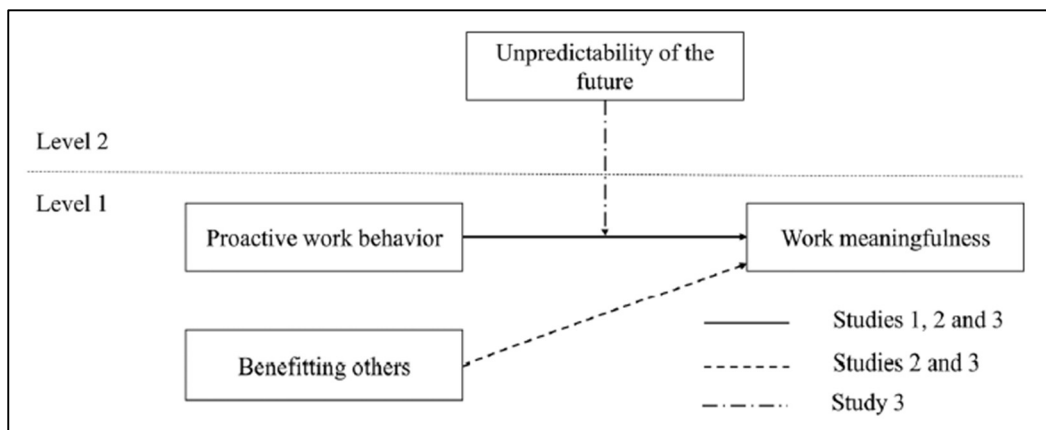 Unpredictability of the
future
Level 2
Level 1
Proactive work behavior
Work meaningfulness
Benefitting others
Studies 1, 2 and 3
Studies 2 and 3
Study 3